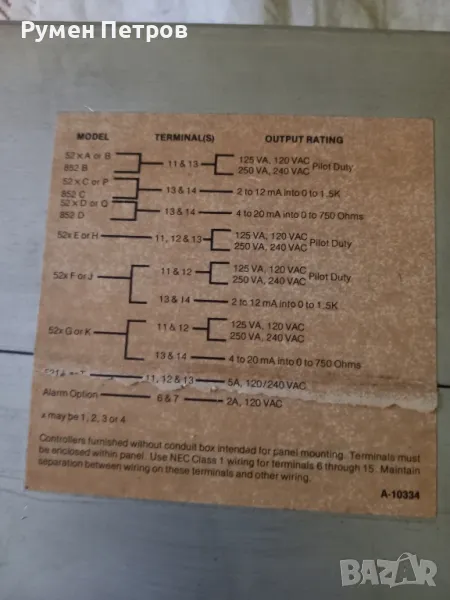 Румен Петров
MODEL TERMINAL(S) OUTPUT RATING
52 x A or B
852 B
11 & 13
125 VA, 120 VAC
250 VA, 240 VAC
Pilot Duty
52 x C or P
852 C
13 & 14 2 to 12 mA into 0 to 1.5K
52 x D or Q
852 D
13 & 14 4 to 20 mA into 0 to 750 Ohms
52x E or H 11, 12 & 13
125 VA, 120 VAC
250 VA, 240 VAC
Pilot Duty
52x F or J
11 & 12
125 VA, 120 VAC
250 VA, 240 VAC
Pilot Duty
13 & 14 2 to 12 mA into 0 to 1.5K
52x G or K
11 & 12
125 VA, 120 VAC
250 VA, 240 VAC
13 & 14 4 to 20 mA into 0 to 750 Ohms
11, 12 & 13 5A, 120/240 VAC
Alarm Option 6 & 7 2A, 120 VAC
x may be 1, 2, 3 or 4
Controllers furnished without conduit box intended for panel mounting. Terminals must
be enclosed within panel. Use NEC Class 1 wiring for terminals 6 through 15. Maintain
separation between wiring on these terminals and other wiring.
A-10334
BAZAR